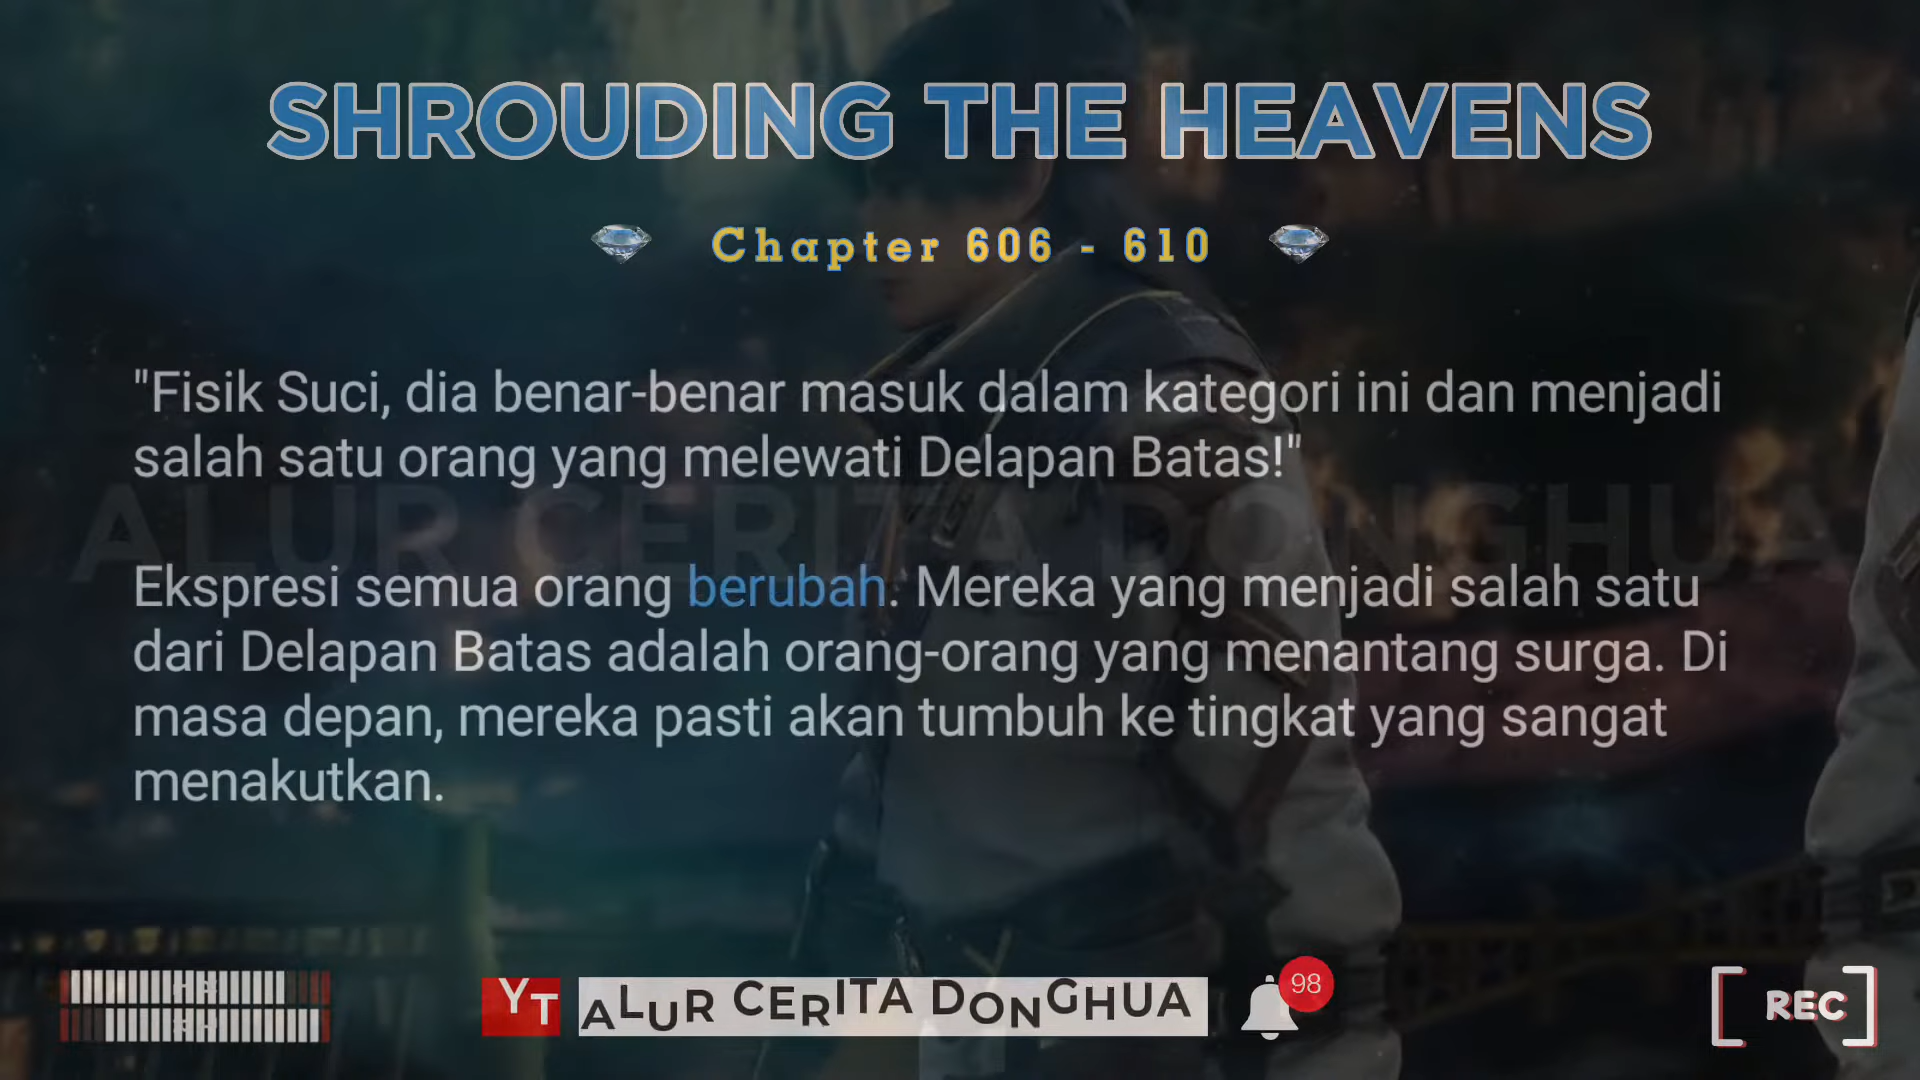 SHROUDING THE HEAVENS
Chapter 606 - 610
"Fisik Suci, dia benar-benar masuk dalam kategori ini dan menjadi
salah satu orang yang melewati Delapan Batas!"
ALUR CERITA DONGHUA
Ekspresi semua orang berubah. Mereka yang menjadi salah satu
dari Delapan Batas adalah orang-orang yang menantang surga. Di
masa depan, mereka pasti akan tumbuh ke tingkat yang sangat
menakutkan.
YT ALUR CERITA DONGHUA 98
REC